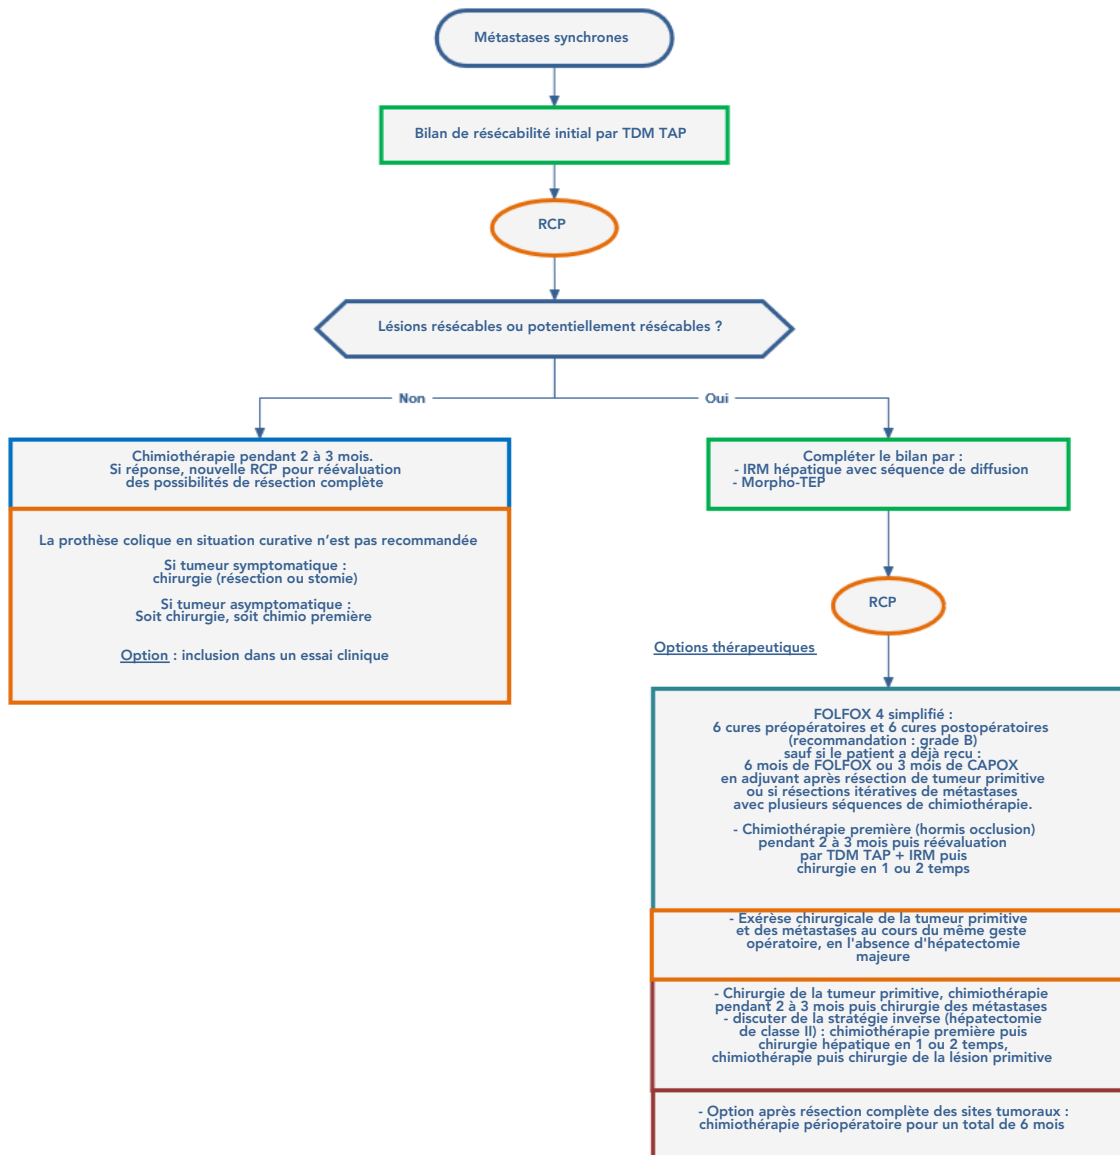 Métastases synchrones
Bilan de résécabilité initial par TDM TAP
RCP
Lésions résécables ou potentiellement résécables ?
Non
Oui
Chimiothérapie pendant 2 à 3 mois.
Si réponse, nouvelle RCP pour réévaluation
des possibilités de résection complète
La prothèse colique en situation curative n'est pas recommandée
Si tumeur symptomatique :
chirurgie (résection ou stomie)
Si tumeur asymptomatique :
Soit chirurgie, soit chimio première
Option : inclusion dans un essai clinique
Compléter le bilan par :
- IRM hépatique avec séquence de diffusion
- Morpho-TEP
RCP
Options thérapeutiques
FOLFOX 4 simplifié :
6 cures préopératoires et 6 cures postopératoires
(recommandation : grade B)
sauf si le patient a déjà recu :
6 mois de FOLFOX ou 3 mois de CAPOX
en adjuvant après résection de tumeur primitive
ou si résections itératives de métastases
avec plusieurs séquences de chimiothérapie.
- Chimiothérapie première (hormis occlusion)
pendant 2 à 3 mois puis réévaluation
par TDM TAP + IRM puis
chirurgie en 1 ou 2 temps
- Exérèse chirurgicale de la tumeur primitive
et des métastases au cours du même geste
opératoire, en l'absence d'hépatectomie
majeure
- Chirurgie de la tumeur primitive, chimiothérapie
pendant 2 à 3 mois puis chirurgie des métastases
- discuter de la stratégie inverse (hépatectomie
de classe II) : chimiothérapie première puis
chirurgie hépatique en 1 ou 2 temps,
chimiothérapie puis chirurgie de la lésion primitive
- Option après résection complète des sites tumoraux :
chimiothérapie périopératoire pour un total de 6 mois